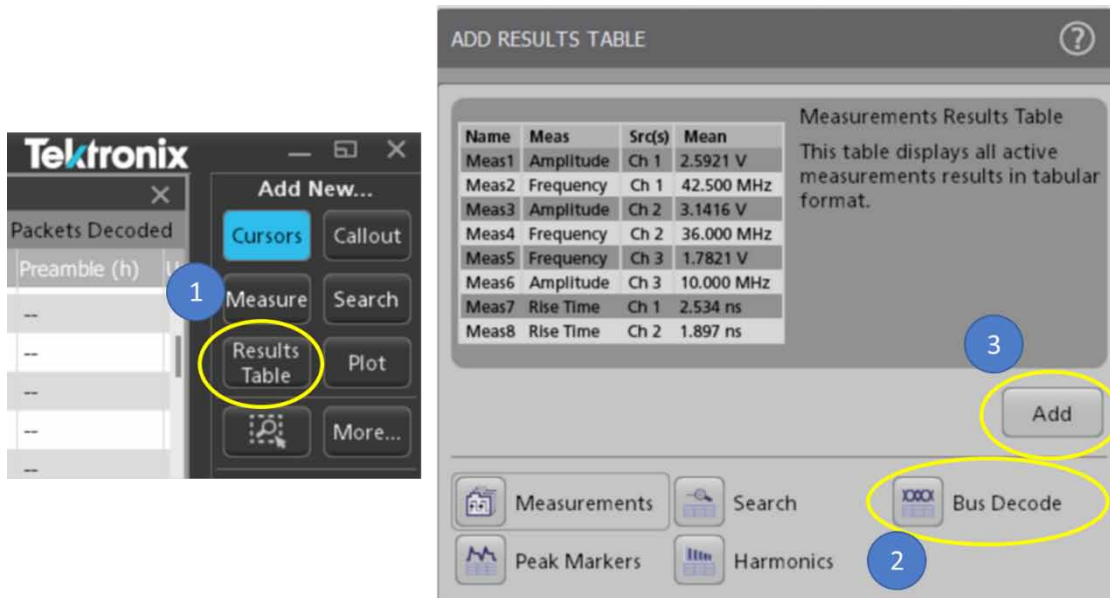 Tektronix
Add New...
Packets Decoded
Cursors
Callout
Preamble (h)
1
Measure
Search
--
Results
Table
Plot
--
--
--
More...
--
ADD RESULTS TABLE
?
Name Meas Src(s) Mean
Meas1 Amplitude Ch 1 2.5921 V
Meas2 Frequency Ch 1 42.500 MHz
Meas3 Amplitude Ch 2 3.1416 V
Meas4 Frequency Ch 2 36.000 MHz
Meas5 Frequency Ch 3 1.7821 V
Meas6 Amplitude Ch 3 10.000 MHz
Meas7 Rise Time Ch 1 2.534 ns
Meas8 Rise Time Ch 2 1.897 ns
Measurements Results Table
This table displays all active
measurements results in tabular
format.
3
Add
Measurements
Search
Bus Decode
Peak Markers
Harmonics
2